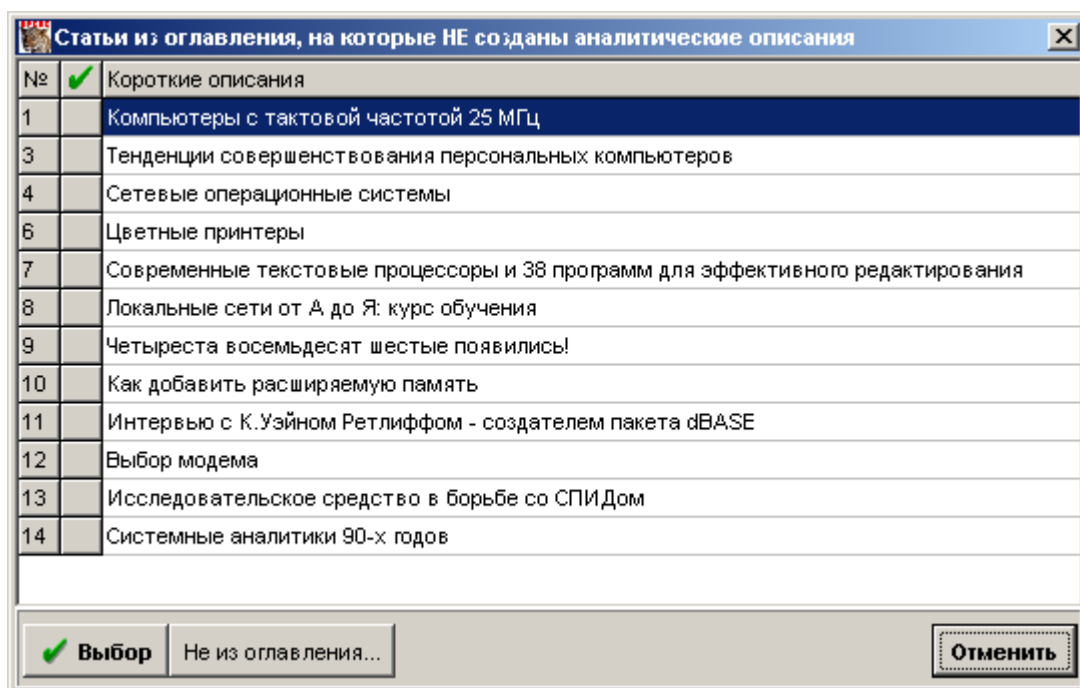 Статьи из оглавления, на которые НЕ созданы аналитические описания
№ Короткие описания
1 Компьютеры с тактовой частотой 25 МГц
3 Тенденции совершенствования персональных компьютеров
4 Сетевые операционные системы
6 Цветные принтеры
7 Современные текстовые процессоры и 38 программ для эффективного редактирования
8 Локальные сети от А до Я: курс обучения
9 Четыреста восемьдесят шестые появились!
10 Как добавить расширяемую память
11 Интервью с К.Уэйном Ретлиффом - создателем пакета dBASE
12 Выбор модема
13 Исследовательское средство в борьбе со СПИДом
14 Системные аналитики 90-х годов
Выбор Не из оглавления... Отменить